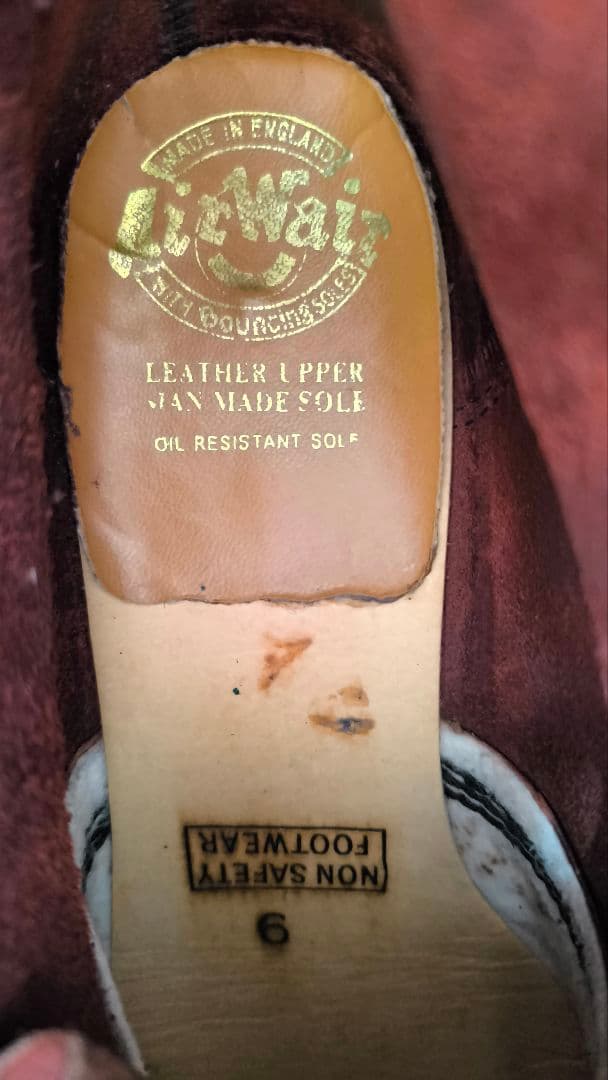 MADE IN ENGLAND
AirWair
WITH Bouncing SOLES
LEATHER UPPER
MAN MADE SOLE
OIL RESISTANT SOLE
6
NON SAFETY
FOOTWEAR